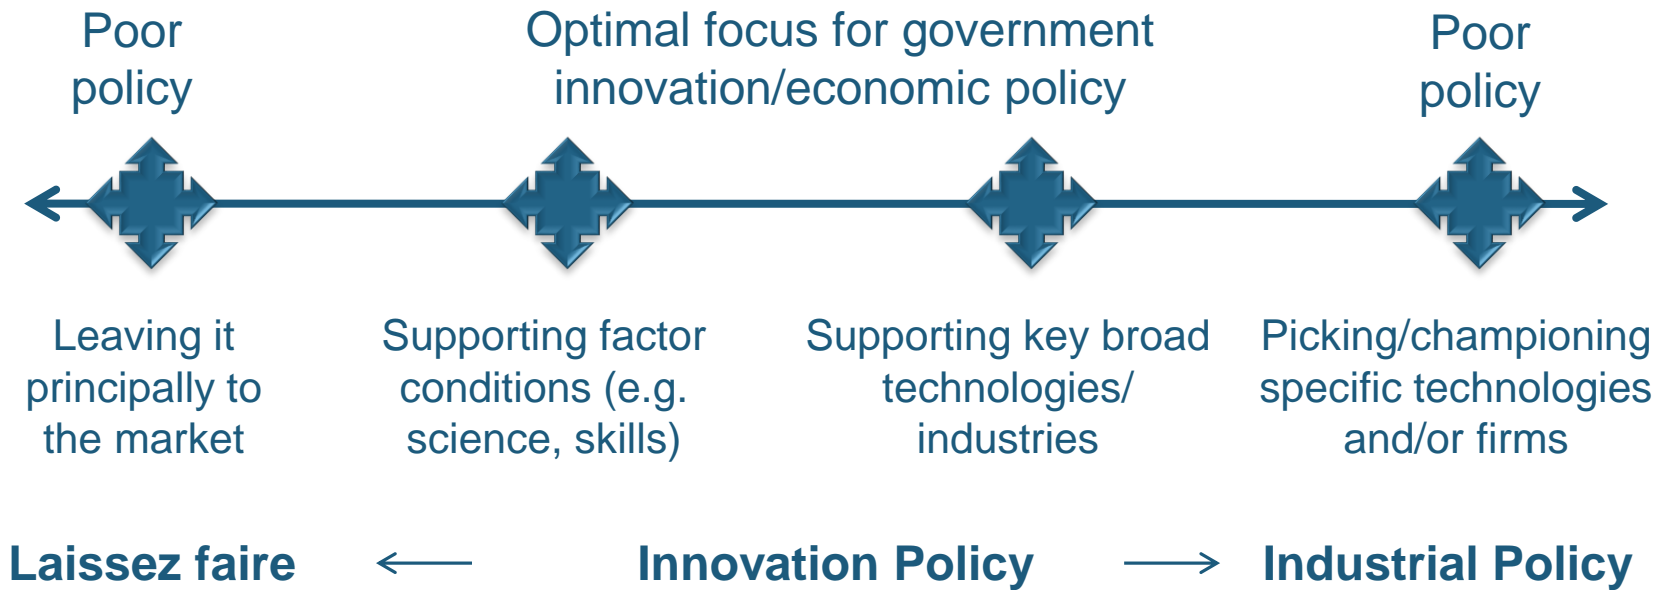 Poor
policy
Optimal focus for government
innovation/economic policy
Poor
policy
Leaving it
principally to
the market
Supporting factor
conditions (e.g.
science, skills)
Supporting key broad
technologies/
industries
Picking/championing
specific technologies
and/or firms
Laissez faire
Innovation Policy
Industrial Policy